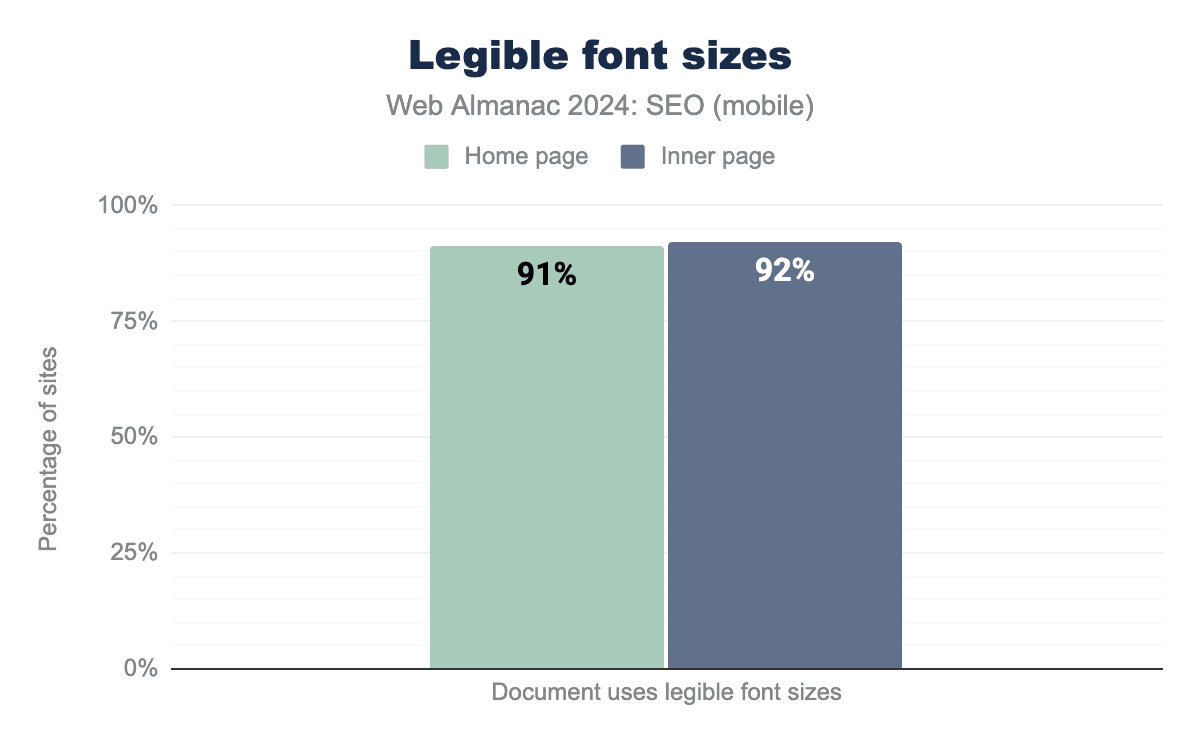 Legible font sizes
Web Almanac 2024: SEO (mobile)
Home page Inner page
100%
75%
50%
25%
0%
Percentage of sites
91%
92%
Document uses legible font sizes